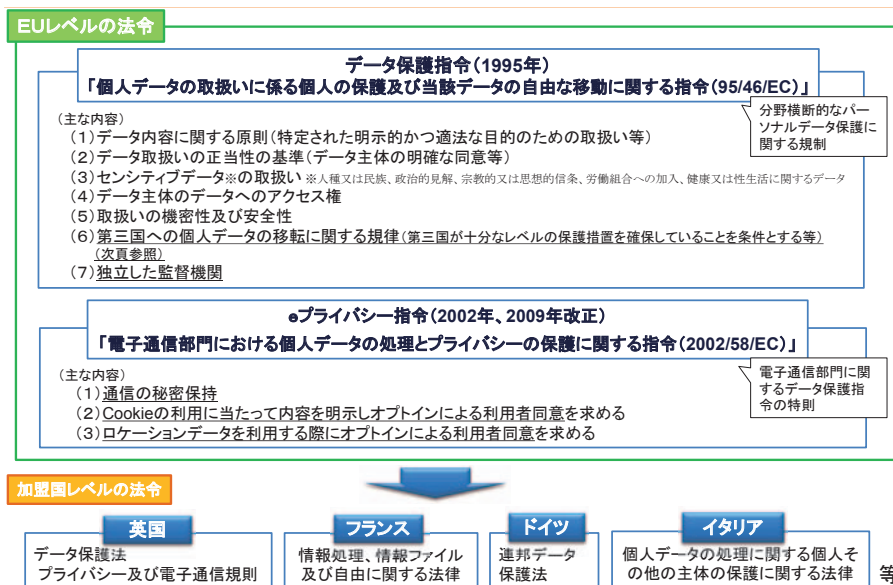 EUレベルの法令
データ保護指令(1995年)
「個人データの取扱いに係る個人の保護及び当該データの自由な移動に関する指令(95/46/EC)」
分野横断的なパー
ソナルデータ保護に
関する規制
(主な内容)
(1)データ内容に関する原則(特定された明示的かつ適法な目的のための取扱い等)
(2)データ取扱いの正当性の基準(データ主体の明確な同意等)
(3)センシティブデータ※の取扱い ※人種又は民族、政治的見解、宗教的又は思想的信条、労働組合への加入、健康又は性生活に関するデータ
(4)データ主体のデータへのアクセス権
(5)取扱いの機密性及び安全性
(6)第三国への個人データの移転に関する規律(第三国が十分なレベルの保護措置を確保していることを条件とする等)
(次頁参照)
(7)独立した監督機関
eプライバシー指令(2002年、2009年改正)
「電子通信部門における個人データの処理とプライバシーの保護に関する指令(2002/58/EC)」
電子通信部門に関
するデータ保護指
令の特則
(主な内容)
(1)通信の秘密保持
(2)Cookieの利用に当たって内容を明示しオプトインによる利用者同意を求める
(3)ロケーションデータを利用する際にオプトインによる利用者同意を求める
加盟国レベルの法令
英国
データ保護法
プライバシー及び電子通信規則
フランス
情報処理、情報ファイル
及び自由に関する法律
ドイツ
連邦データ
保護法
イタリア
個人データの処理に関する個人そ
の他の主体の保護に関する法律
等